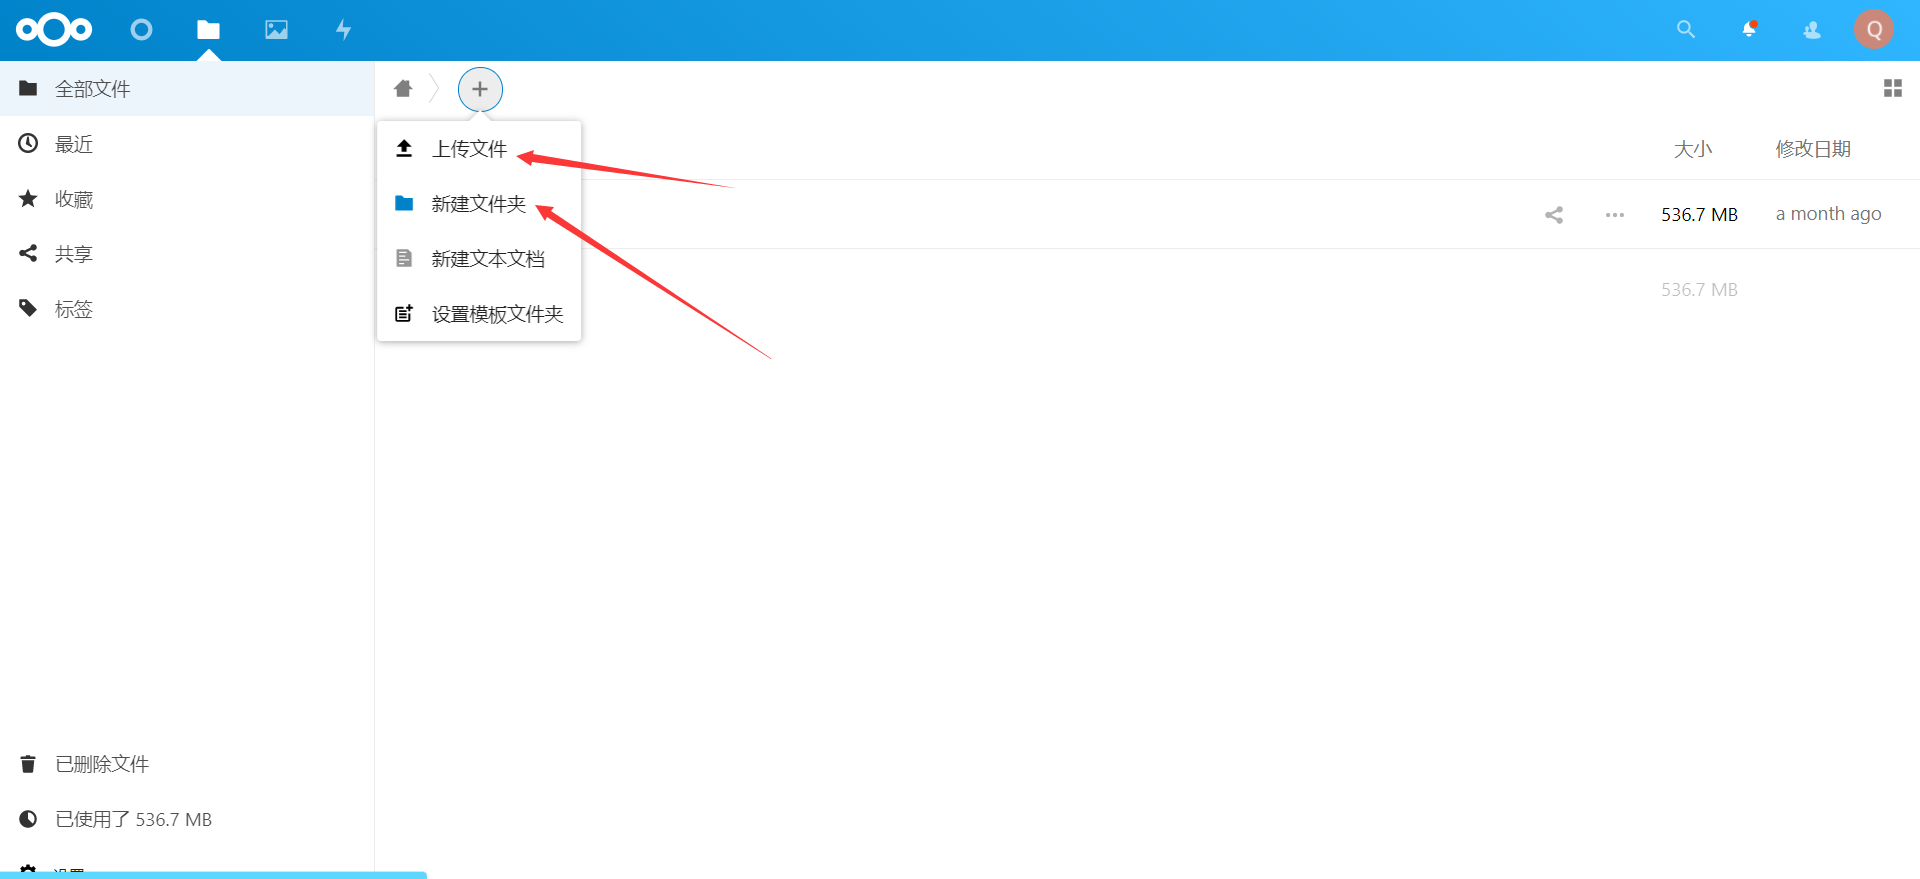 Q
全部文件
最近
收藏
共享
标签
上传文件
新建文件夹
新建文本文档
设置模板文件夹
大小 修改日期
536.7 MB a month ago
536.7 MB
已删除文件
已使用了 536.7 MB
设置